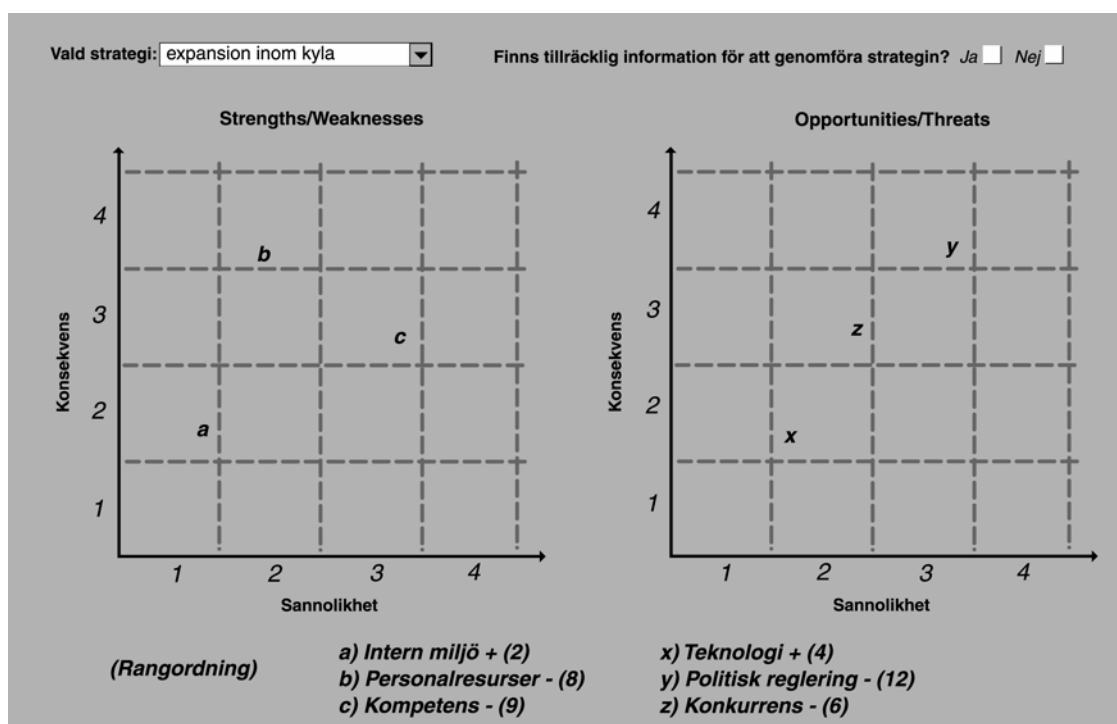 Vald strategi: expansion inom kyla
Finns tillräcklig information för att genomföra strategin? Ja Nej
Strengths/Weaknesses
Konsekvens
4
3
2
1
b
c
a
1 2 3 4
Sannolikhet
Opportunities/Threats
Konsekvens
4
3
2
1
y
z
x
1 2 3 4
Sannolikhet
(Rangordning)
a) Intern miljö + (2)
b) Personalresurser - (8)
c) Kompetens - (9)
x) Teknologi + (4)
y) Politisk reglering - (12)
z) Konkurrens - (6)